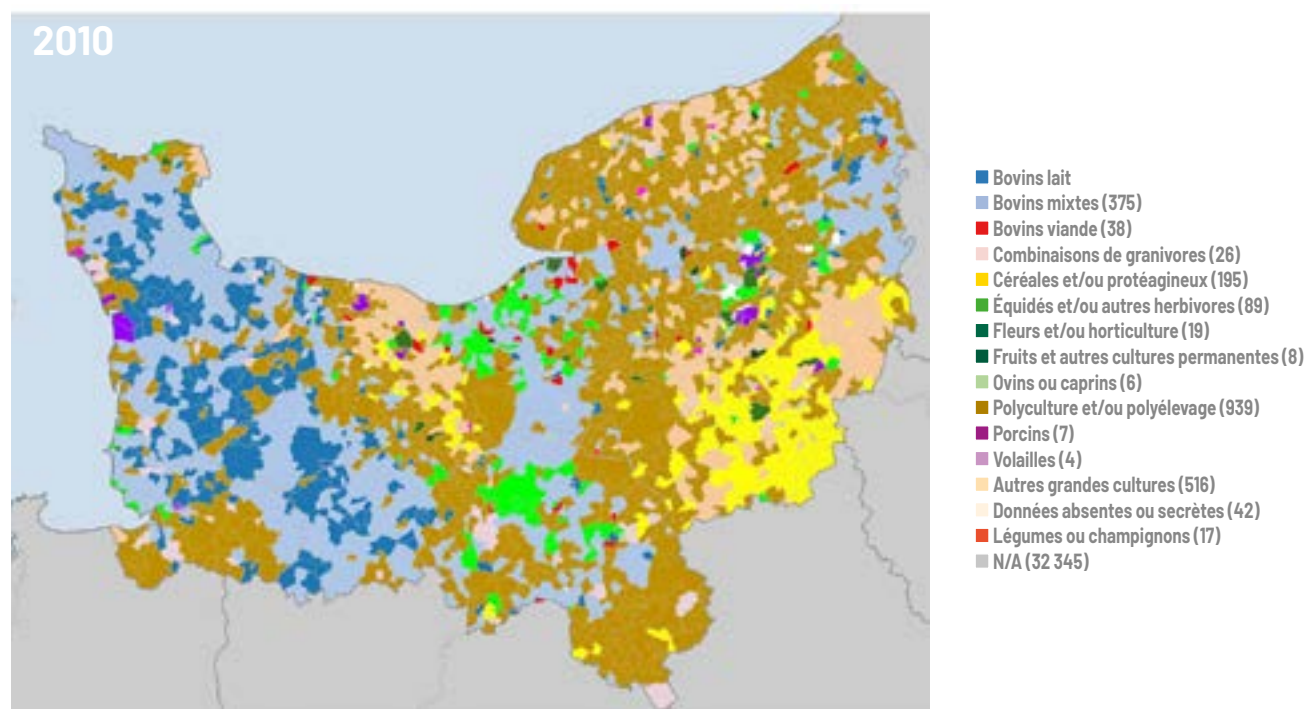 2010
Bovins lait
Bovins mixtes (375)
Bovins viande (38)
Combinaisons de granivores (26)
Céréales et/ou protéagineux (195)
Équidés et/ou autres herbivores (89)
Fleurs et/ou horticulture (19)
Fruits et autres cultures permanentes (8)
Ovins ou caprins (6)
Polyculture et/ou polyélevage (939)
Porcins (7)
Volailles (4)
Autres grandes cultures (516)
Données absentes ou secrètes (42)
Légumes ou champignons (17)
N/A (32 345)